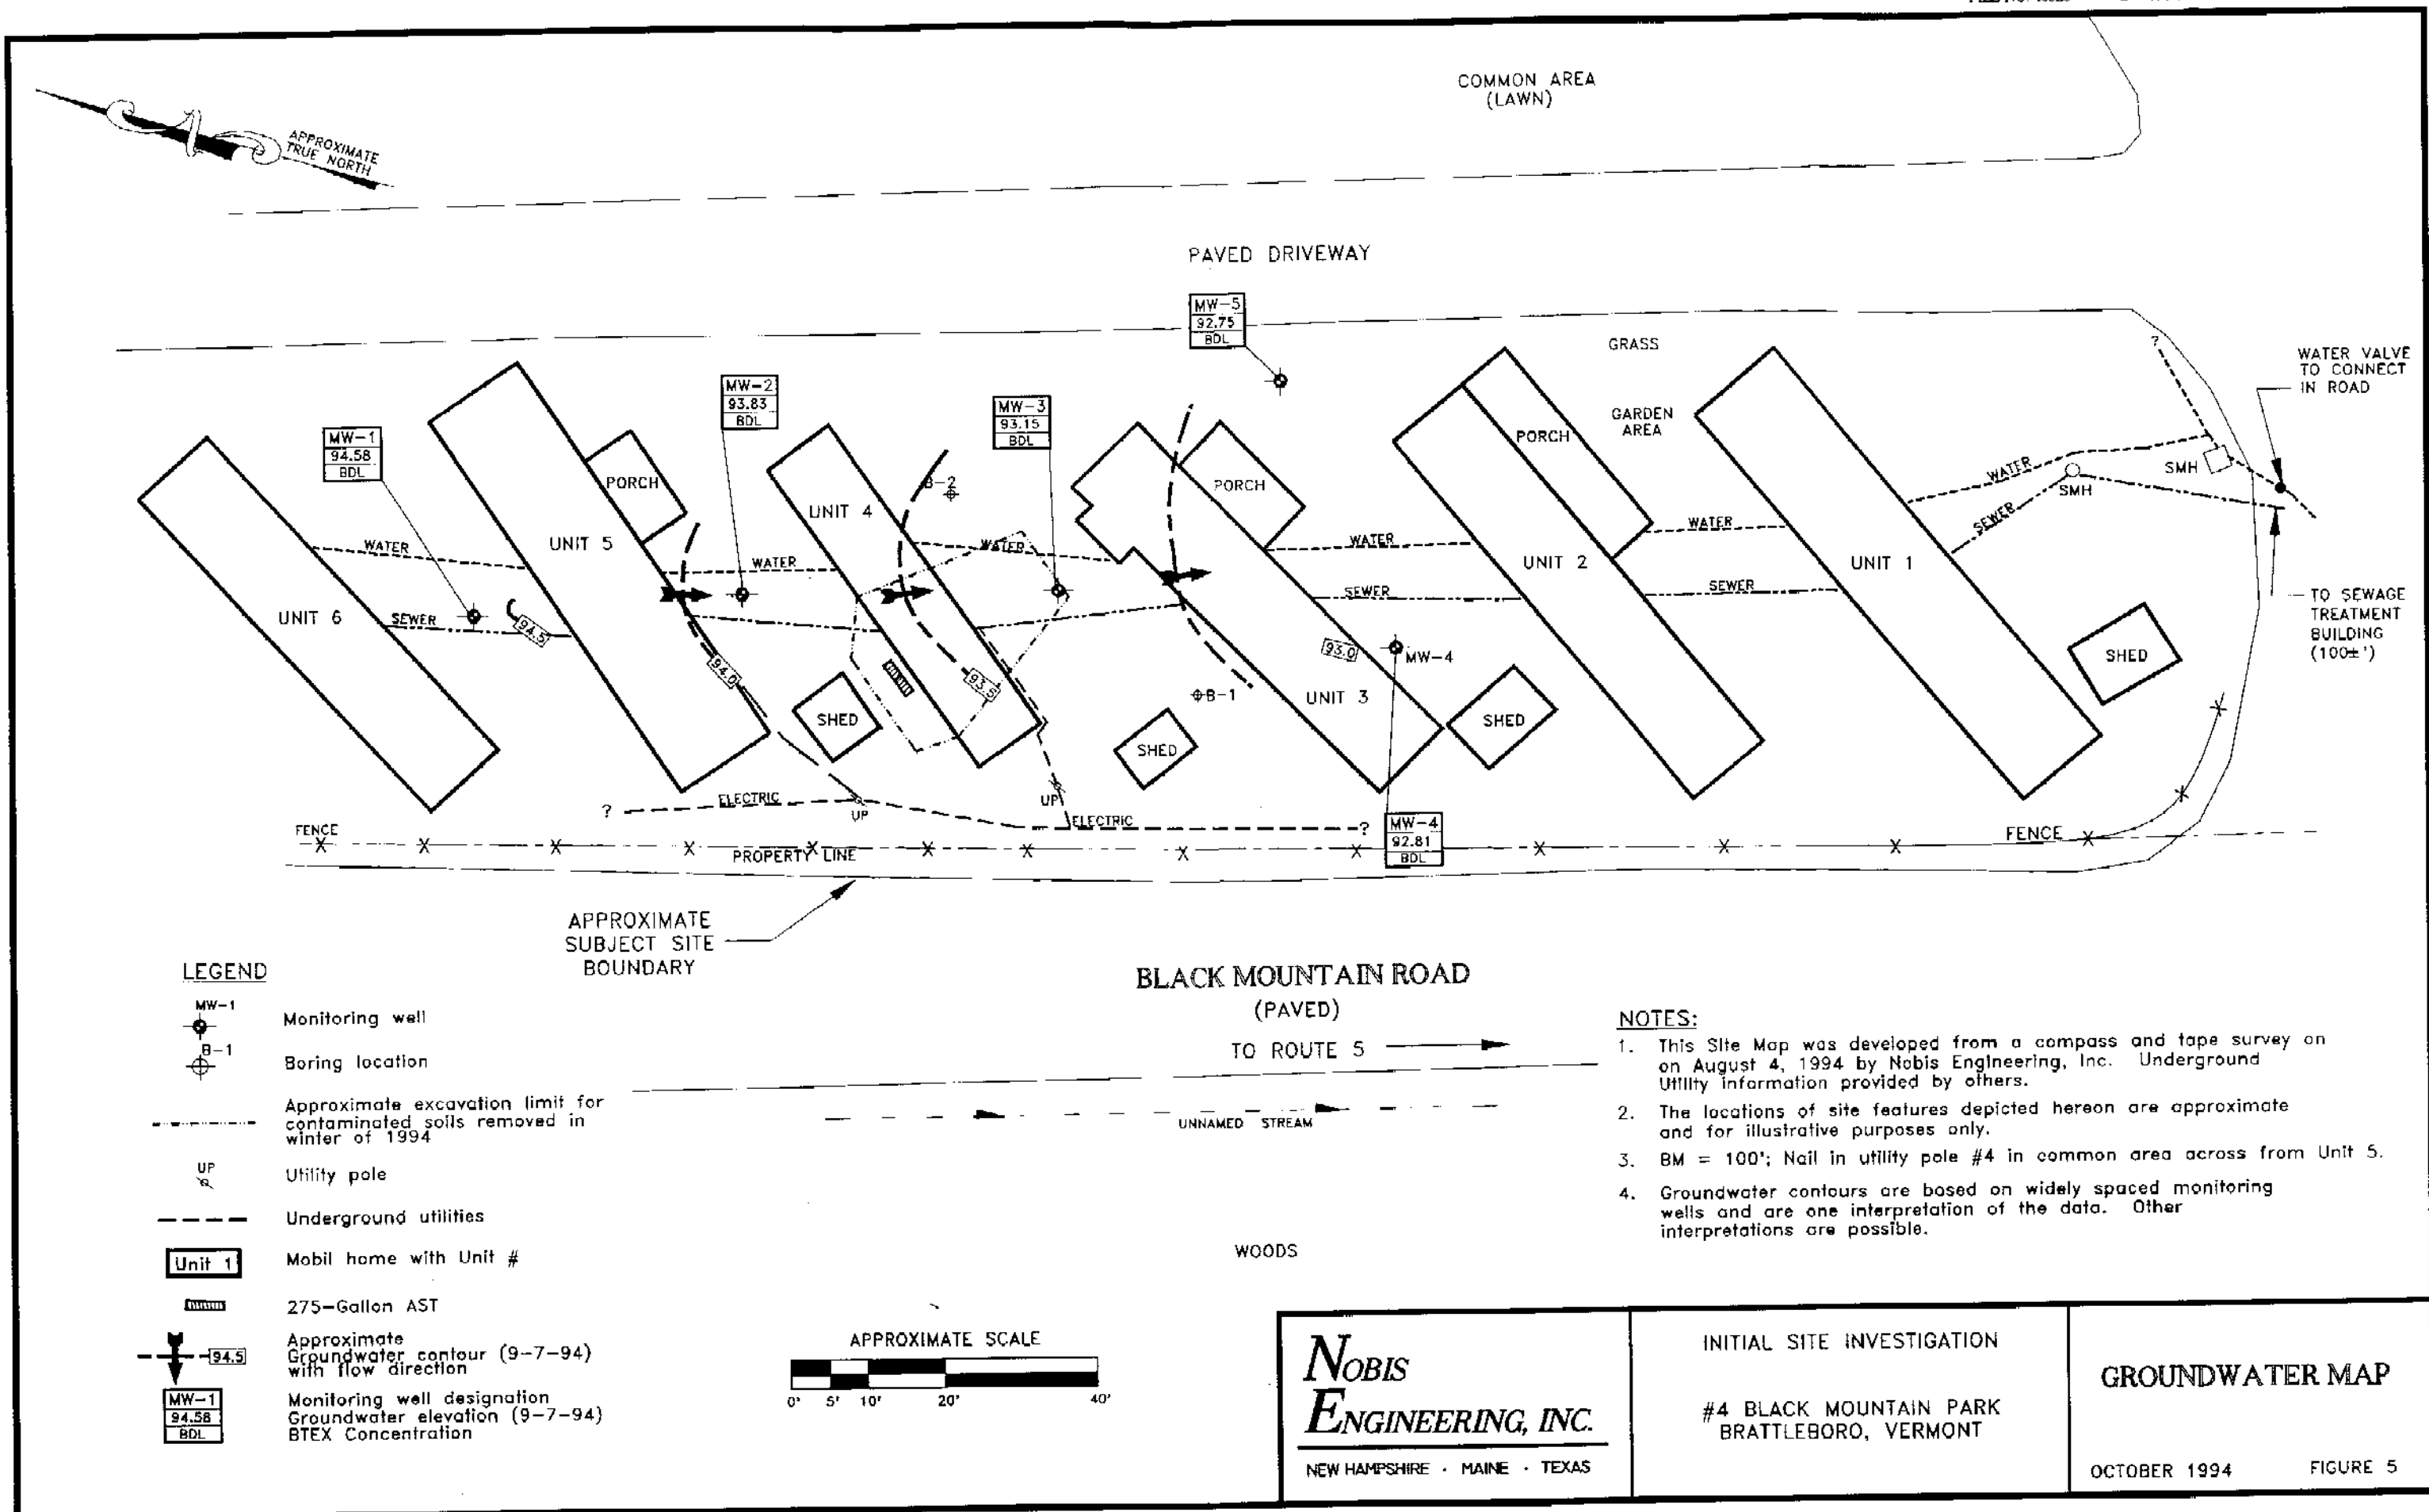 COMMON AREA
(LAWN)
APPROXIMATE
TRUE NORTH
PAVED DRIVEWAY
MW-5
92.75
BDL
GRASS
WATER VALVE
TO CONNECT
IN ROAD
?
MW-2
93.83
BDL
MW-3
93.15
BDL
GARDEN
AREA
MW-1
94.58
BDL
PORCH
PORCH
B-2
PORCH
UNIT 4
WATER
SMH
SMH
SEWER
WATER
WATER
WATER
WATER
WATER
UNIT 5
UNIT 2
UNIT 1
SEWER
SEWER
UNIT 6
SEWER
94.5
TO SEWAGE
TREATMENT
BUILDING
(100±')
93.0
MW-4
SHED
94.0
93.5
B-1
UNIT 3
SHED
SHED
SHED
?
ELECTRIC
UP
UP
ELECTRIC
?
MW-4
92.81
BDL
FENCE
FENCE
PROPERTY LINE
APPROXIMATE
SUBJECT SITE
BOUNDARY
BLACK MOUNTAIN ROAD
(PAVED)
TO ROUTE 5
UNNAMED STREAM
WOODS
LEGEND
MW-1
Monitoring well
B-1
Boring location
Approximate excavation limit for
contaminated soils removed in
winter of 1994
UP
Utility pole
Underground utilities
Unit 1
Mobil home with Unit #
275-Gallon AST
94.5
Approximate
Groundwater contour (9-7-94)
with flow direction
MW-1
94.58
BDL
Monitoring well designation
Groundwater elevation (9-7-94)
BTEX Concentration
APPROXIMATE SCALE
0' 5' 10' 20' 40'
NOTES:
1. This Site Map was developed from a compass and tape survey on
on August 4, 1994 by Nobis Engineering, Inc. Underground
Utility information provided by others.
2. The locations of site features depicted hereon are approximate
and for illustrative purposes only.
3. BM = 100'; Nail in utility pole #4 in common area across from Unit 5.
4. Groundwater contours are based on widely spaced monitoring
wells and are one interpretation of the data. Other
interpretations are possible.
NOBIS
ENGINEERING, INC.
NEW HAMPSHIRE · MAINE · TEXAS
INITIAL SITE INVESTIGATION
#4 BLACK MOUNTAIN PARK
BRATTLEBORO, VERMONT
GROUNDWATER MAP
OCTOBER 1994 FIGURE 5